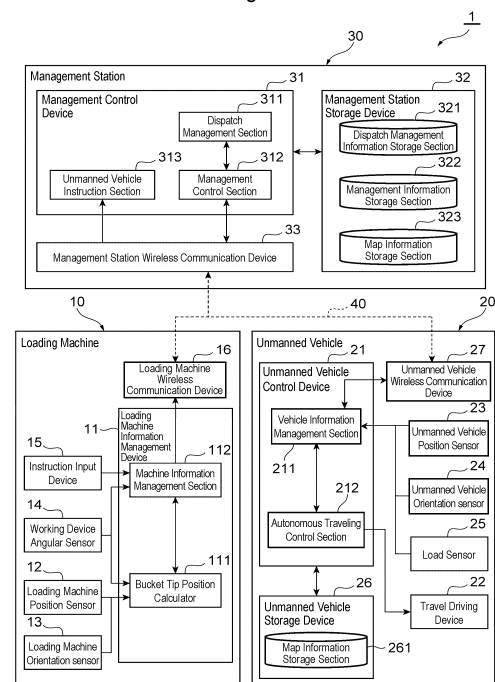 1
30
Management Station
31
Management Control
Device
311
Dispatch
Management Section
313
312
Unmanned Vehicle
Instruction Section
Management
Control Section
33
Management Station Wireless Communication Device
32
Management Station
Storage Device
321
Dispatch Management
Information Storage Section
322
Management Information
Storage Section
323
Map Information
Storage Section
40
10
Loading Machine
16
Loading Machine
Wireless
Communication Device
11
Loading
Machine
Information
Management
Device
112
Machine Information
Management Section
15
Instruction Input
Device
14
Working Device
Angular Sensor
111
Bucket Tip Position
Calculator
12
Loading Machine
Position Sensor
13
Loading Machine
Orientation sensor
20
Unmanned Vehicle
21
Unmanned Vehicle
Control Device
27
Unmanned Vehicle
Wireless Communication
Device
Vehicle Information
Management Section
211
23
Unmanned Vehicle
Position Sensor
24
Unmanned Vehicle
Orientation sensor
212
Autonomous Traveling
Control Section
25
Load Sensor
26
Unmanned Vehicle
Storage Device
22
Travel Driving
Device
Map Information
Storage Section
261